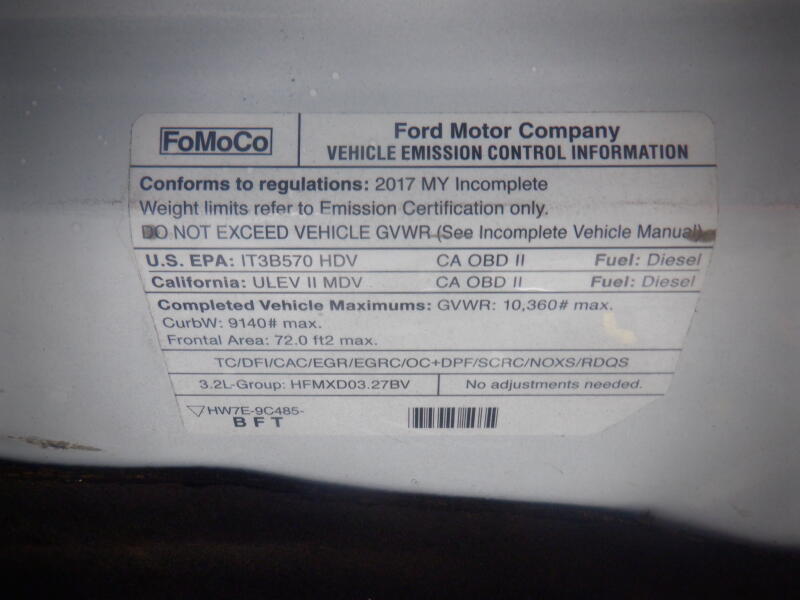 FoMoCo
Ford Motor Company
VEHICLE EMISSION CONTROL INFORMATION
Conforms to regulations: 2017 MY Incomplete
Weight limits refer to Emission Certification only.
DO NOT EXCEED VEHICLE GVWR (See Incomplete Vehicle Manual).
U.S. EPA: IT3B570 HDV CA OBD II Fuel: Diesel
California: ULEV II MDV CA OBD II Fuel: Diesel
Completed Vehicle Maximums: GVWR: 10,360# max.
CurbW: 9140# max.
Frontal Area: 72.0 ft2 max.
TC/DFI/CAC/EGR/EGRC/OC+DPF/SCRC/NOXS/RDQS
3.2L-Group: HFMXD03.27BV No adjustments needed.
HW7E-9C485-
BFT